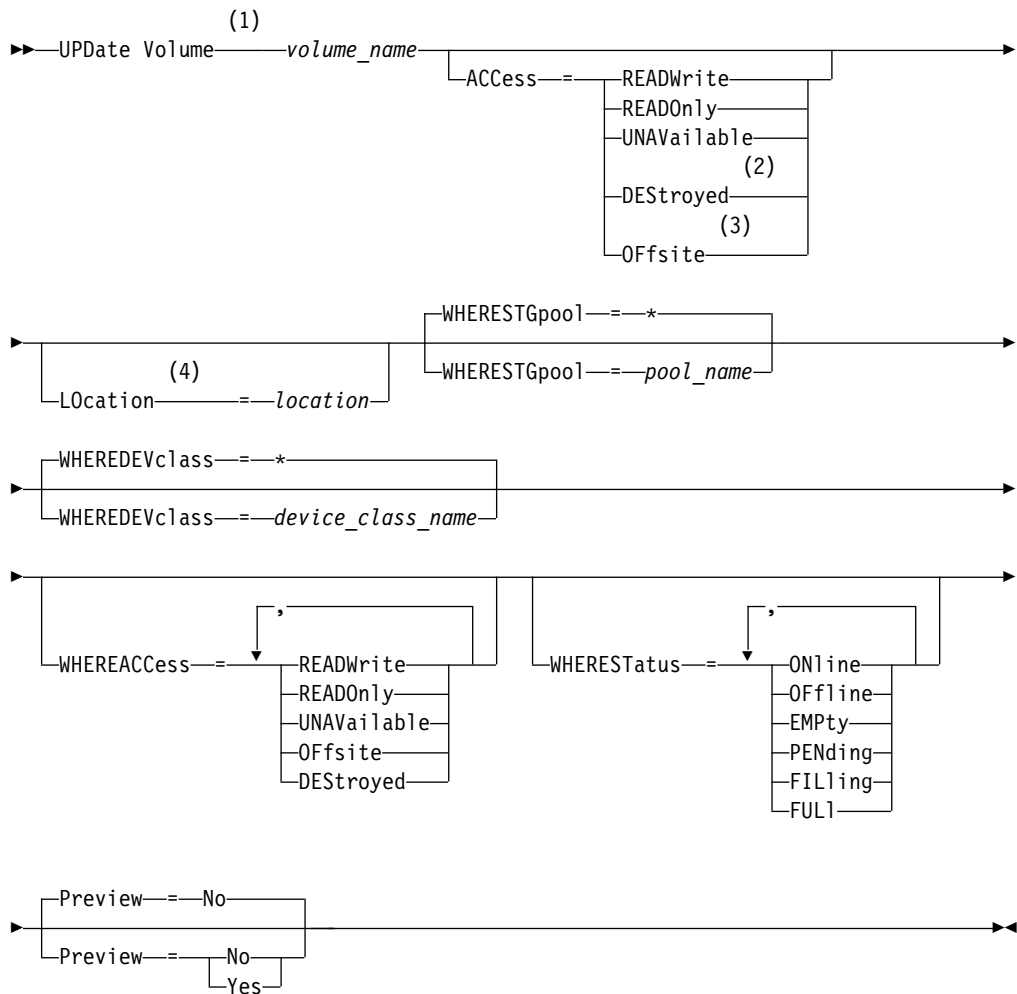 (1)
UPDate Volume volume_name
ACCess = READWrite
READOnly
UNAVailable
(2)
DEStroyed
(3)
OFfsite
WHERESTGpool = *
(4)
LOcation = location
WHERESTGpool = pool_name
WHEREDEVclass = *
WHEREDEVclass = device_class_name
, ,
WHEREACCess = READWrite WHERESTatus = ONline
READOnly OFfline
UNAVailable EMPty
OFfsite PENding
DEStroyed FILling
FULl
Preview = No
Preview = No
Yes